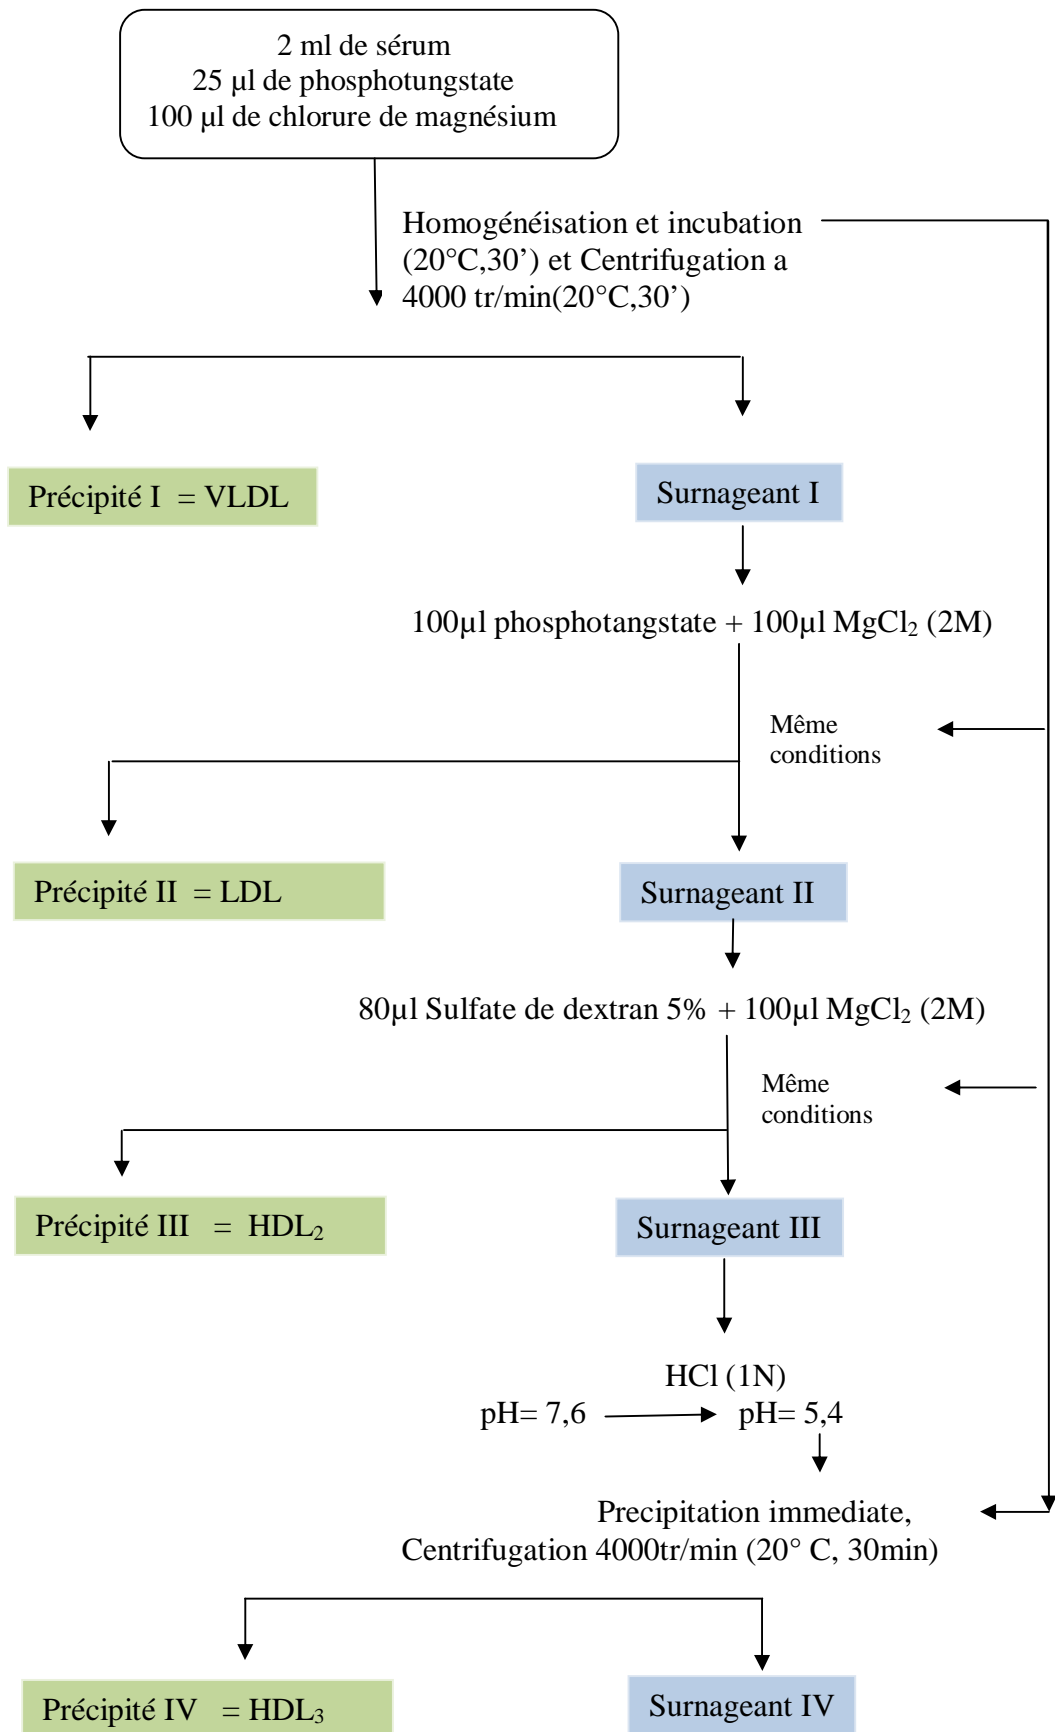 2 ml de sérum
25 µl de phosphotungstate
100 µl de chlorure de magnésium
Homogénéisation et incubation
(20°C,30’) et Centrifugation a
4000 tr/min(20°C,30’)
Précipité I = VLDL
Surnageant I
100µl phosphotangstate + 100µl MgCl₂ (2M)
Même
conditions
Précipité II = LDL
Surnageant II
80µl Sulfate de dextran 5% + 100µl MgCl₂ (2M)
Même
conditions
Précipité III = HDL₂
Surnageant III
HCl (1N)
pH= 7,6 pH= 5,4
Precipitation immediate,
Centrifugation 4000tr/min (20° C, 30min)
Précipité IV = HDL₃
Surnageant IV